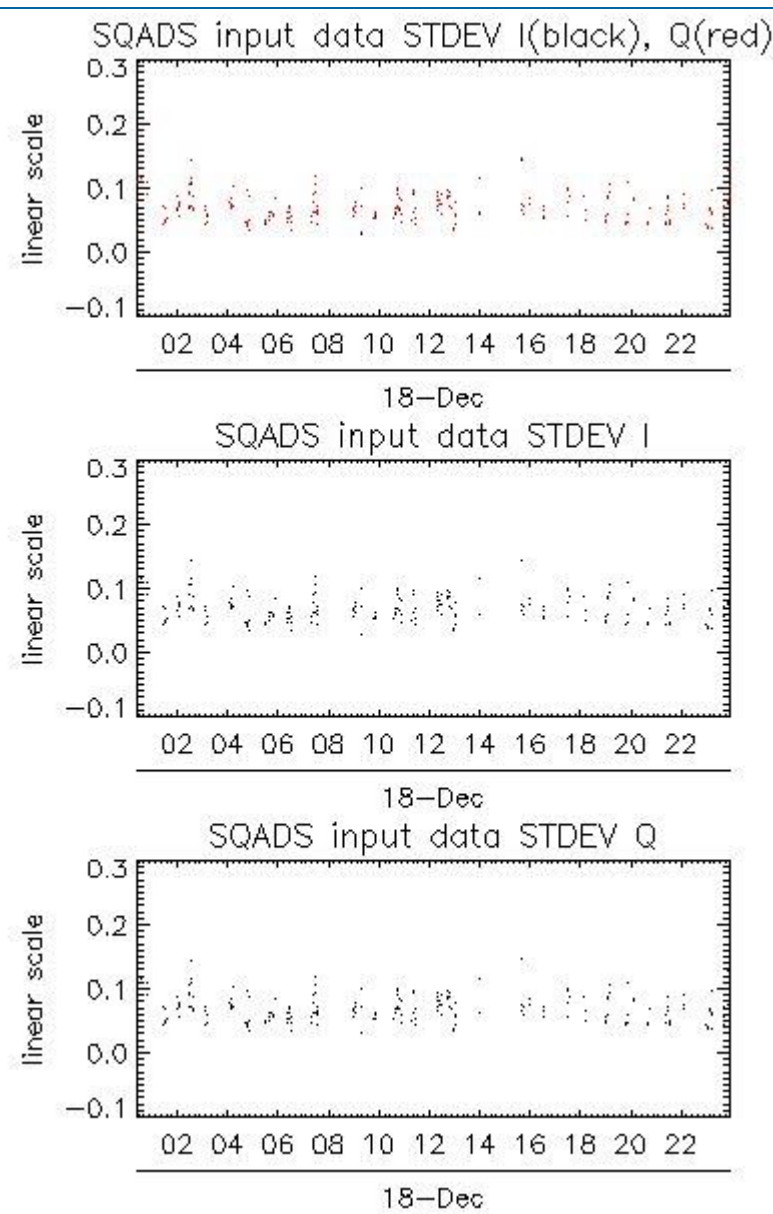 SQADS input data STDEV I(black), Q(red)
linear scale
0.3
0.2
0.1
0.0
−0.1
02 04 06 08 10 12 14 16 18 20 22
18−Dec
SQADS input data STDEV I
linear scale
0.3
0.2
0.1
0.0
−0.1
02 04 06 08 10 12 14 16 18 20 22
18−Dec
SQADS input data STDEV Q
linear scale
0.3
0.2
0.1
0.0
−0.1
02 04 06 08 10 12 14 16 18 20 22
18−Dec